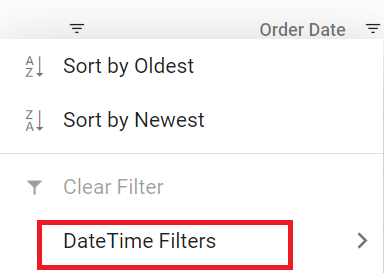 Order Date
Sort by Oldest
Sort by Newest
Clear Filter
DateTime Filters